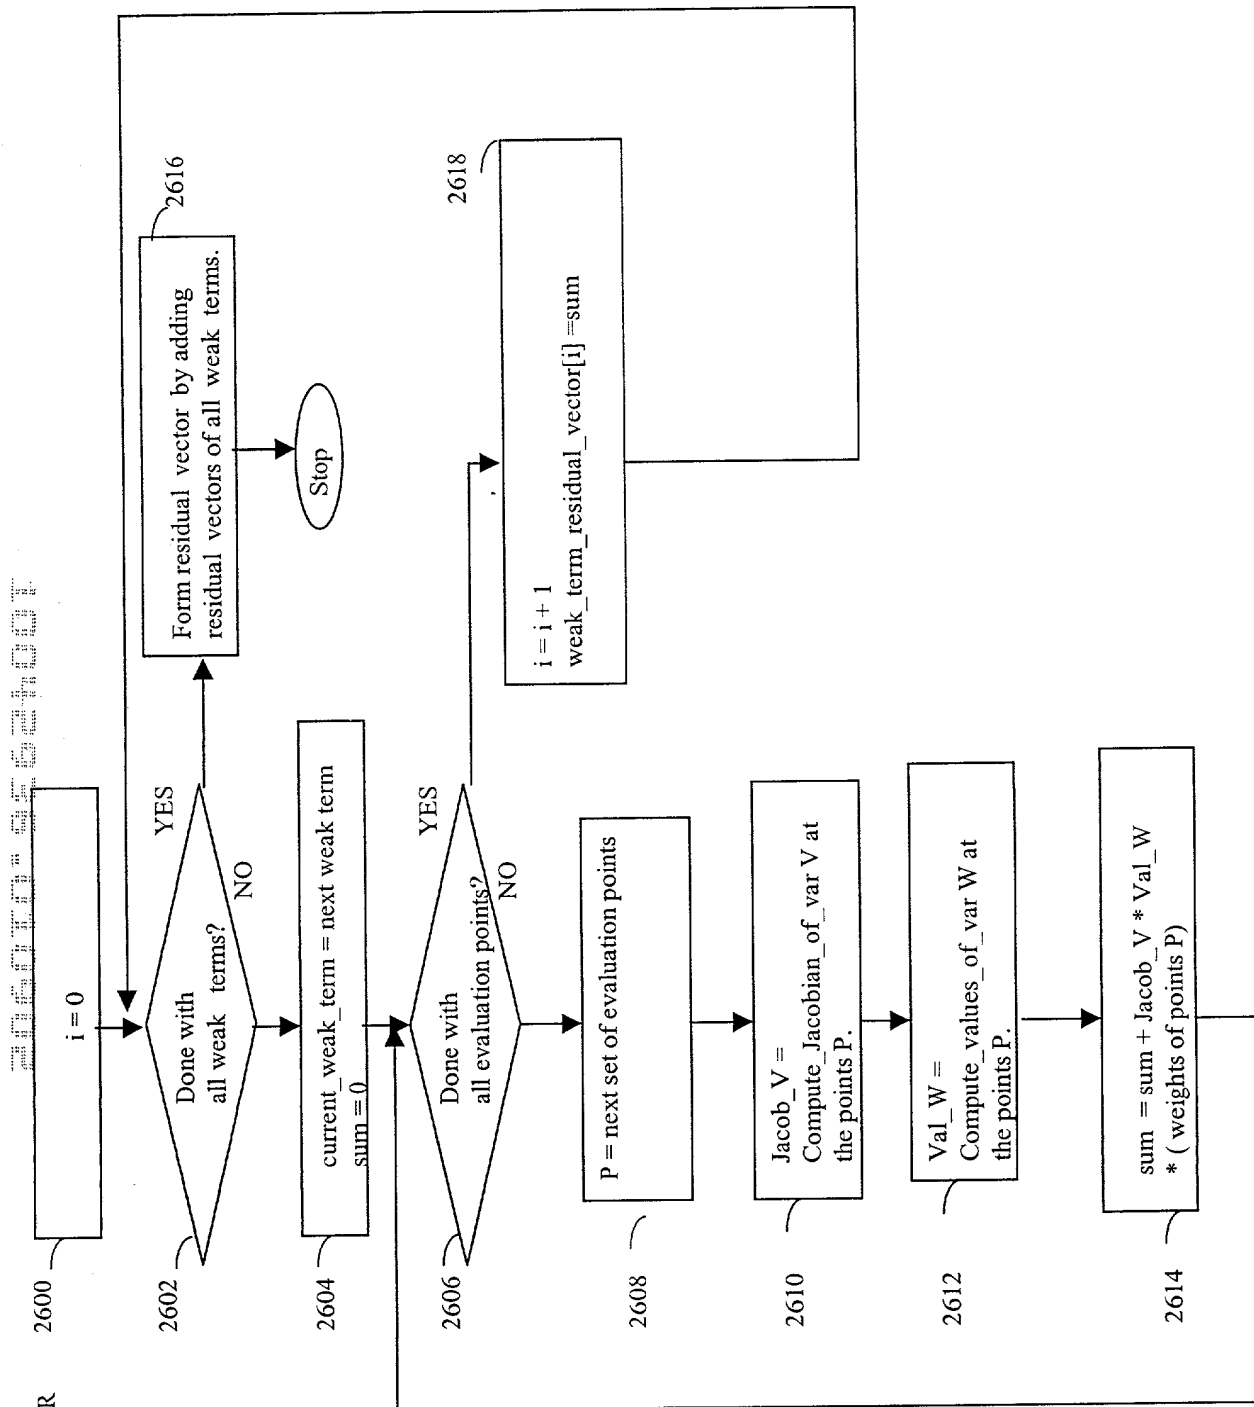 R
2600
i = 0
2602
Done with
all weak terms?
YES
NO
2616
Form residual vector by adding
residual vectors of all weak terms.
Stop
2604
current_weak_term = next weak term
sum = 0
2606
Done with
all evaluation points?
YES
NO
2618
i = i + 1
weak_term_residual_vector[i] =sum
2608
P = next set of evaluation points
2610
Jacob_V =
Compute_Jacobian_of_var V at
the points P.
2612
Val_W =
Compute_values_of_var W at
the points P.
2614
sum = sum + Jacob_V * Val_W
* ( weights of points P)